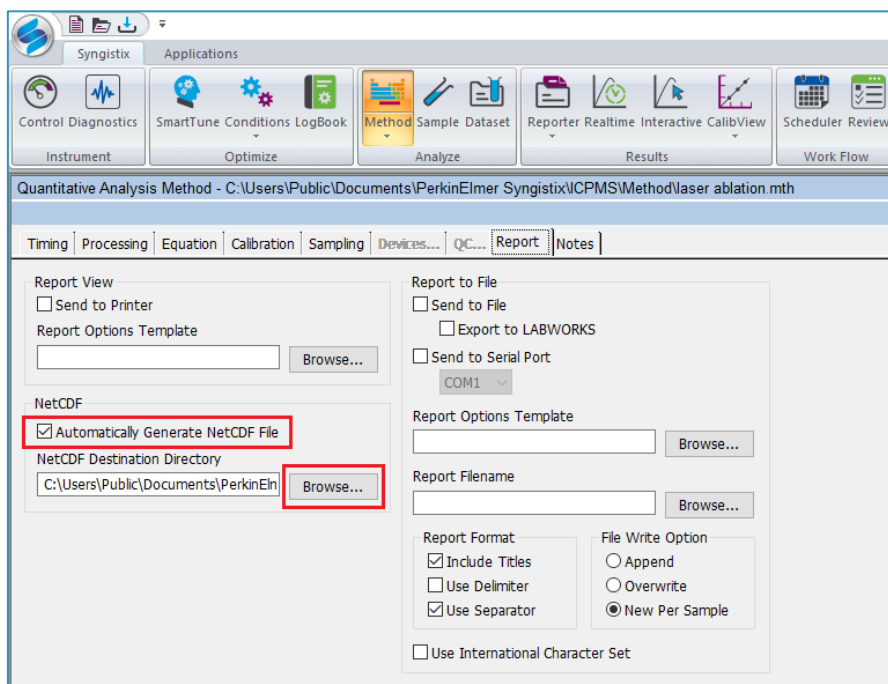 Syngistix Applications
Control Diagnostics SmartTune Conditions LogBook Method Sample Dataset Reporter Realtime Interactive CalibView Scheduler Review
Instrument Optimize Analyze Results Work Flow
Quantitative Analysis Method - C:\Users\Public\Documents\PerkinElmer Syngistix\ICPMS\Method\laser ablation.mth
Timing Processing Equation Calibration Sampling Devices... QC... Report Notes
Report View
Send to Printer
Report Options Template
Browse...
NetCDF
Automatically Generate NetCDF File
NetCDF Destination Directory
C:\Users\Public\Documents\PerkinEln Browse...
Report to File
Send to File
Export to LABWORKS
Send to Serial Port
COM1
Report Options Template
Browse...
Report Filename
Browse...
Report Format
Include Titles
Use Delimiter
Use Separator
File Write Option
Append
Overwrite
New Per Sample
Use International Character Set